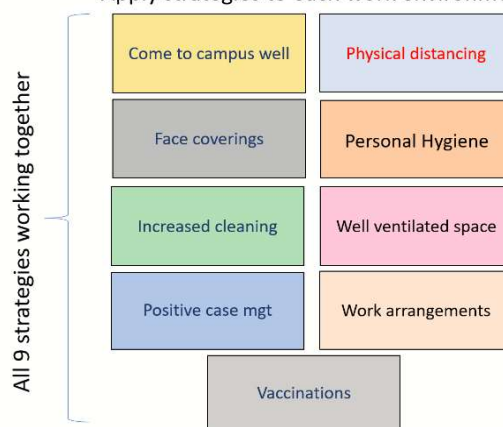 All 9 strategies working together
Come to campus well
Physical distancing
Face coverings
Personal Hygiene
Increased cleaning
Well ventilated space
Positive case mgt
Work arrangements
Vaccinations